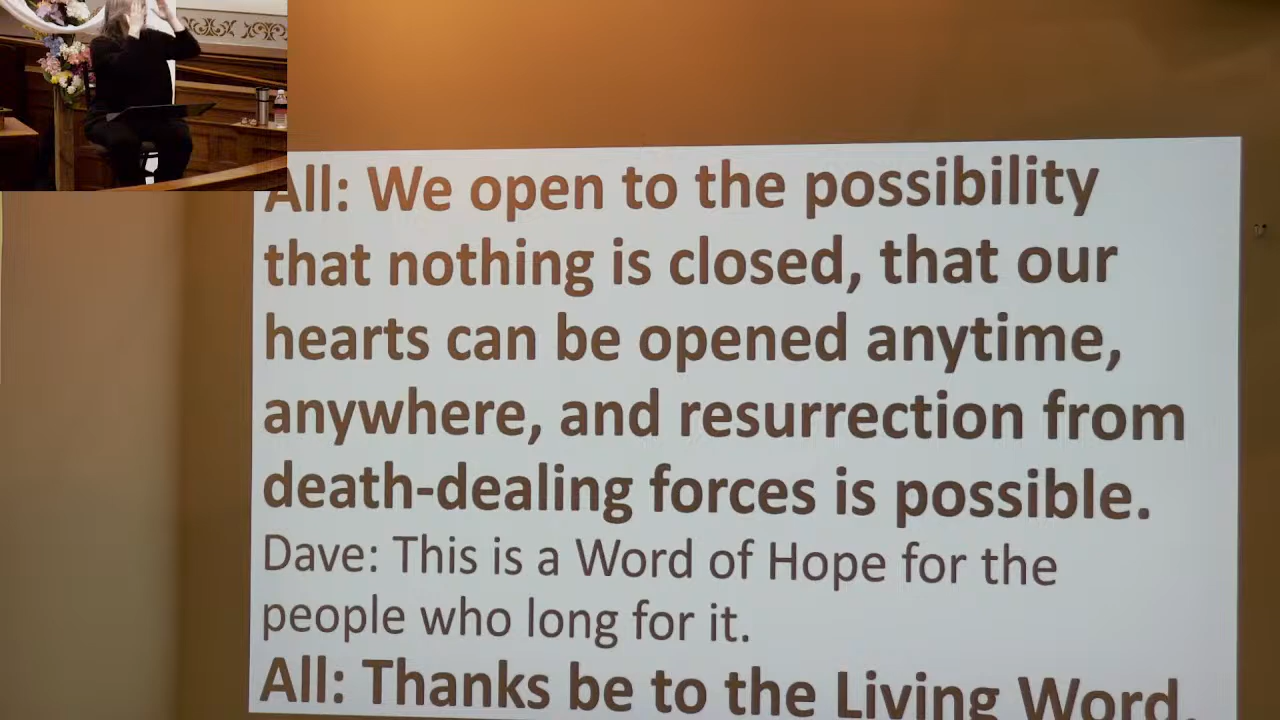 All: We open to the possibility
that nothing is closed, that our
hearts can be opened anytime,
anywhere, and resurrection from
death-dealing forces is possible.
Dave: This is a Word of Hope for the
people who long for it.
All: Thanks be to the Living Word.